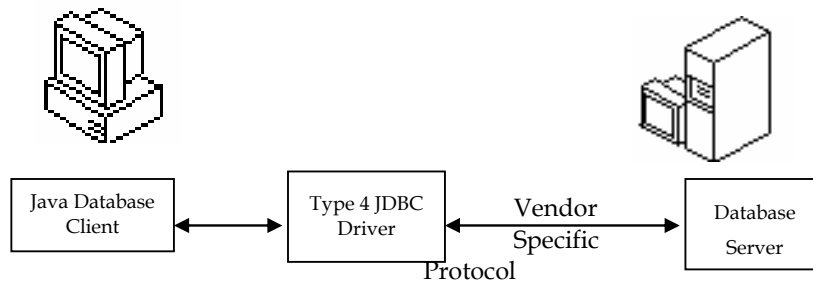 Java Database
Client
Type 4 JDBC
Driver
Vendor
Specific
Protocol
Database
Server